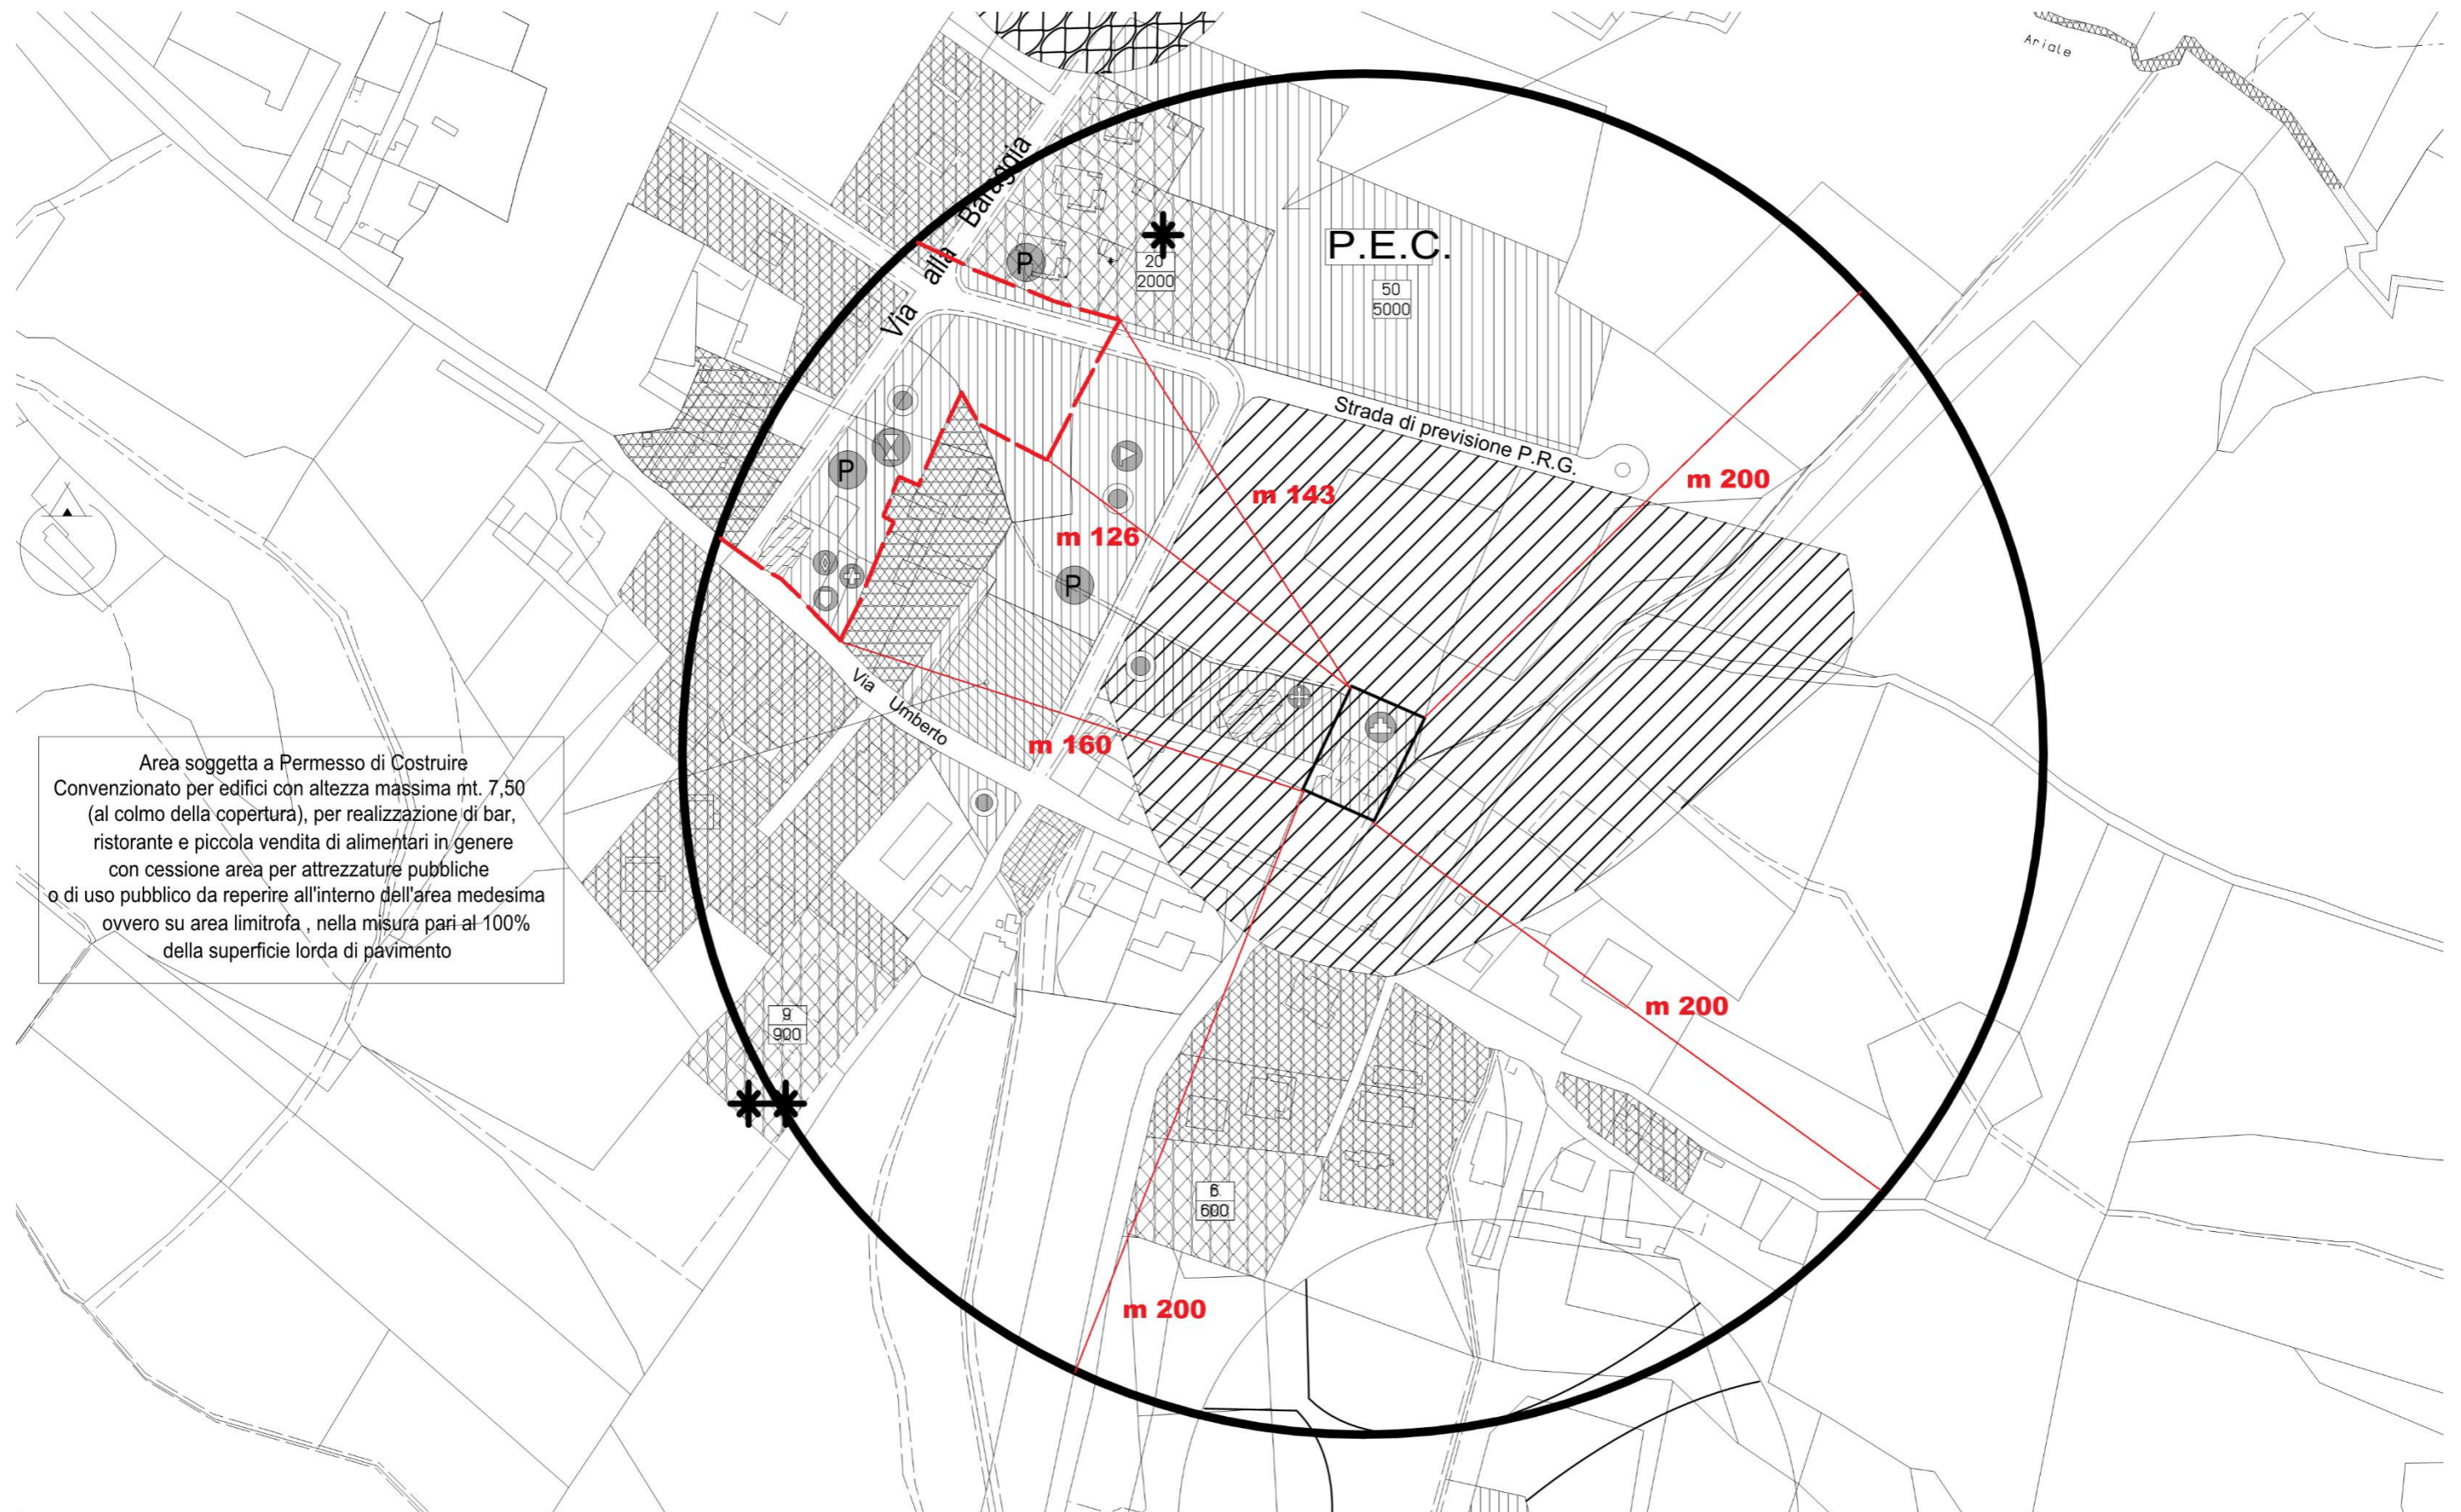 Ariale
Via alla Baraggia
P
20
2000
P.E.C.
50
5000
Strada di previsione P.R.G.
P
m 200
m 143
m 126
P
Via Umberto
m 160
Area soggetta a Permesso di Costruire
Convenzionato per edifici con altezza massima mt. 7,50
(al colmo della copertura), per realizzazione di bar,
ristorante e piccola vendita di alimentari in genere
con cessione area per attrezzature pubbliche
o di uso pubblico da reperire all'interno dell'area medesima
ovvero su area limitrofa , nella misura pari al 100%
della superficie lorda di pavimento
9
900
m 200
6
600
m 200